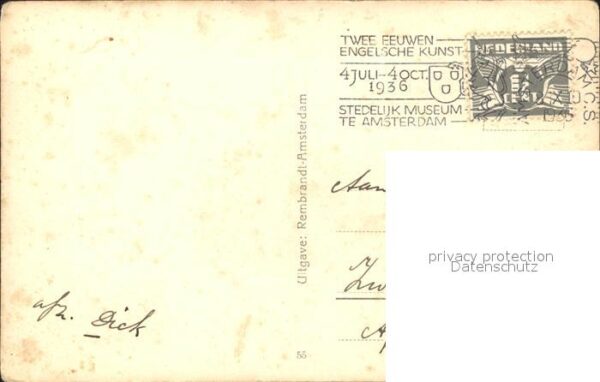 TWEE EEUWEN
ENGELSCHE KUNST
4 JULI-4 OCT.
1936
STEDELIJK MUSEUM
TE AMSTERDAM
NEDERLAND
Uitgave: Rembrandt-Amsterdam
Aan
privacy protection
Datenschutz
afz. Dick
55